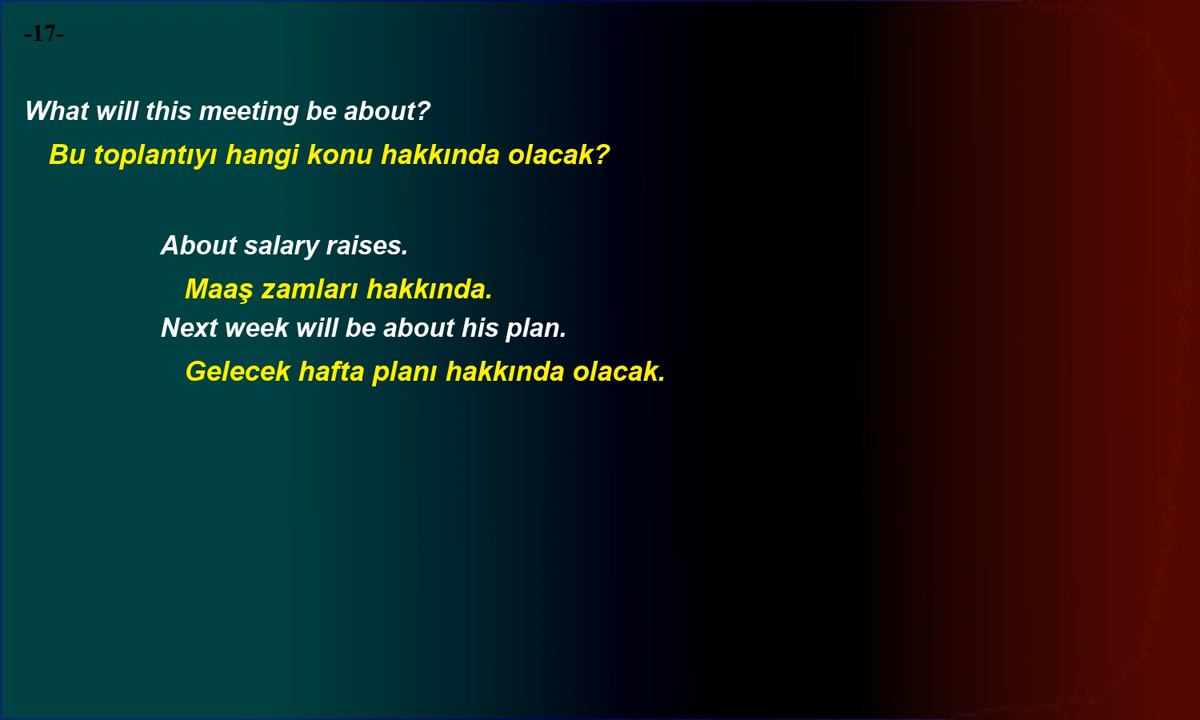 -17-
What will this meeting be about?
Bu toplantıyı hangi konu hakkında olacak?
About salary raises.
Maaş zamları hakkında.
Next week will be about his plan.
Gelecek hafta planı hakkında olacak.